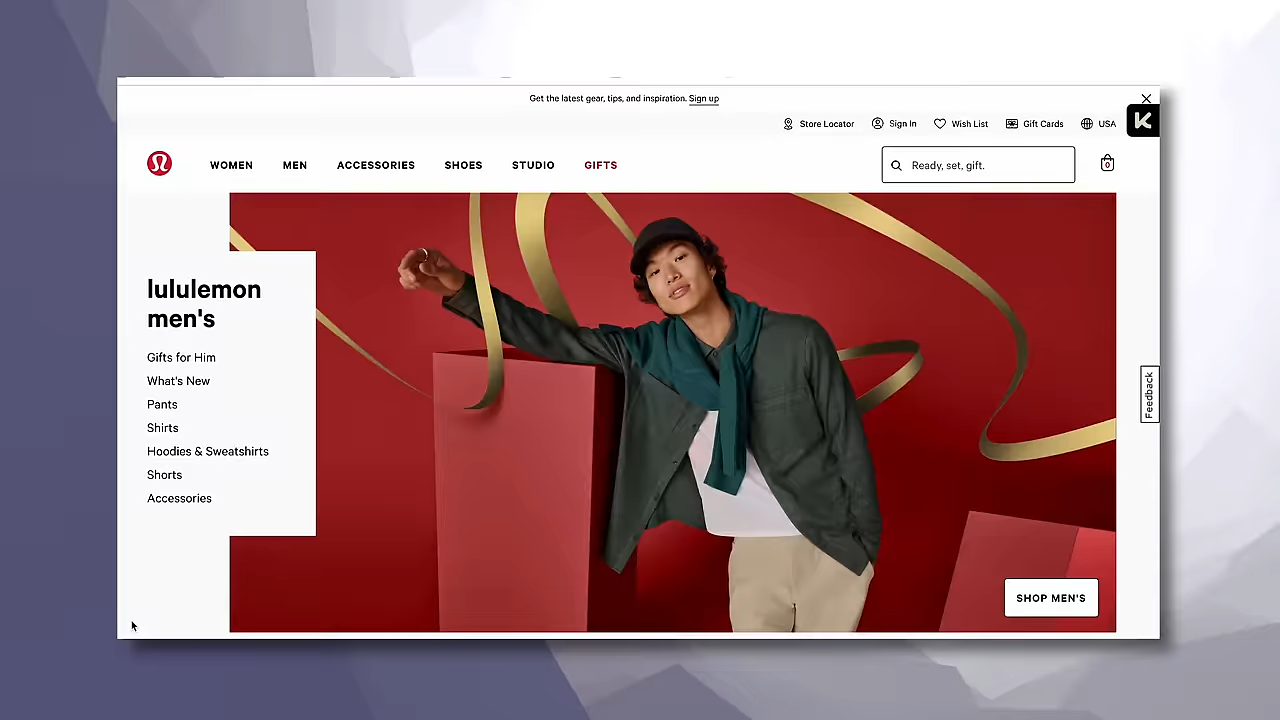 Get the latest gear, tips, and inspiration. Sign up
Store Locator
Sign In
Wish List
Gift Cards
USA
K
WOMEN
MEN
ACCESSORIES
SHOES
STUDIO
GIFTS
Ready, set, gift.
0
lululemon
men's
Gifts for Him
What's New
Pants
Shirts
Hoodies & Sweatshirts
Shorts
Accessories
Feedback
SHOP MEN'S